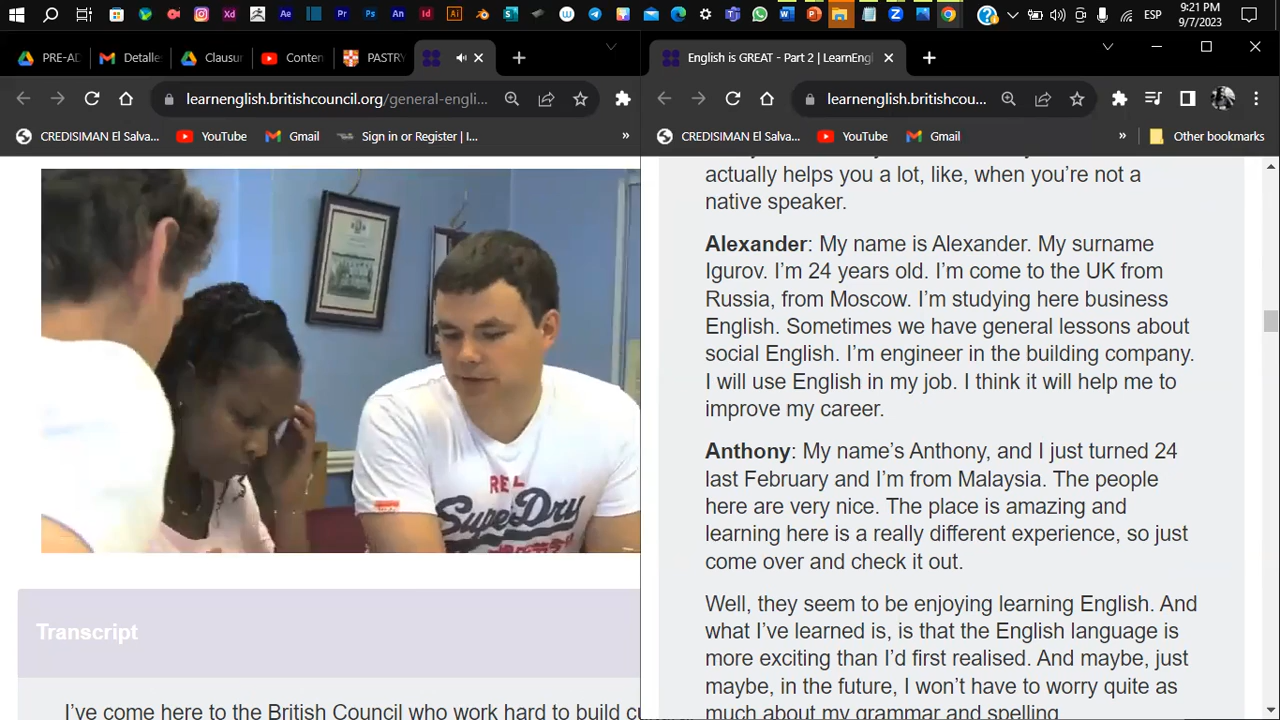 9:21 PM
ESP
9/7/2023
PRE-AD
Detalle
Clausur
Conten
PASTRY
English is GREAT - Part 2 | LearnEng
learnenglish.britishcouncil.org/general-engli...
learnenglish.britishcou...
CREDISIMAN El Salva...
YouTube
Gmail
Sign in or Register | I...
»
CREDISIMAN El Salva...
YouTube
Gmail
»
Other bookmarks
REAL
SuperDry
Transcript
I've come here to the British Council who work hard to build cu
actually helps you a lot, like, when you're not a
native speaker.
Alexander: My name is Alexander. My surname
Igurov. I'm 24 years old. I'm come to the UK from
Russia, from Moscow. I'm studying here business
English. Sometimes we have general lessons about
social English. I'm engineer in the building company.
I will use English in my job. I think it will help me to
improve my career.
Anthony: My name's Anthony, and I just turned 24
last February and I'm from Malaysia. The people
here are very nice. The place is amazing and
learning here is a really different experience, so just
come over and check it out.
Well, they seem to be enjoying learning English. And
what I've learned is, is that the English language is
more exciting than I'd first realised. And maybe, just
maybe, in the future, I won't have to worry quite as
much about my grammar and spelling